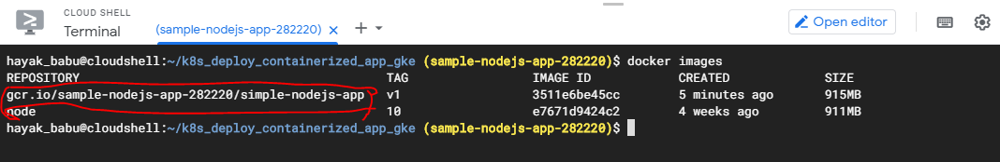 CLOUD SHELL
Terminal
(sample-nodejs-app-282220) × + Open editor
hayak_babu@cloudshell:~/k8s_deploy_containerized_app_gke (sample-nodejs-app-282220)$ docker images
REPOSITORY TAG IMAGE ID CREATED SIZE
gcr.io/sample-nodejs-app-282220/simple-nodejs-app v1 3511e6be45cc 5 minutes ago 915MB
node 10 e7671d9424c2 4 weeks ago 911MB
hayak_babu@cloudshell:~/k8s_deploy_containerized_app_gke (sample-nodejs-app-282220)$